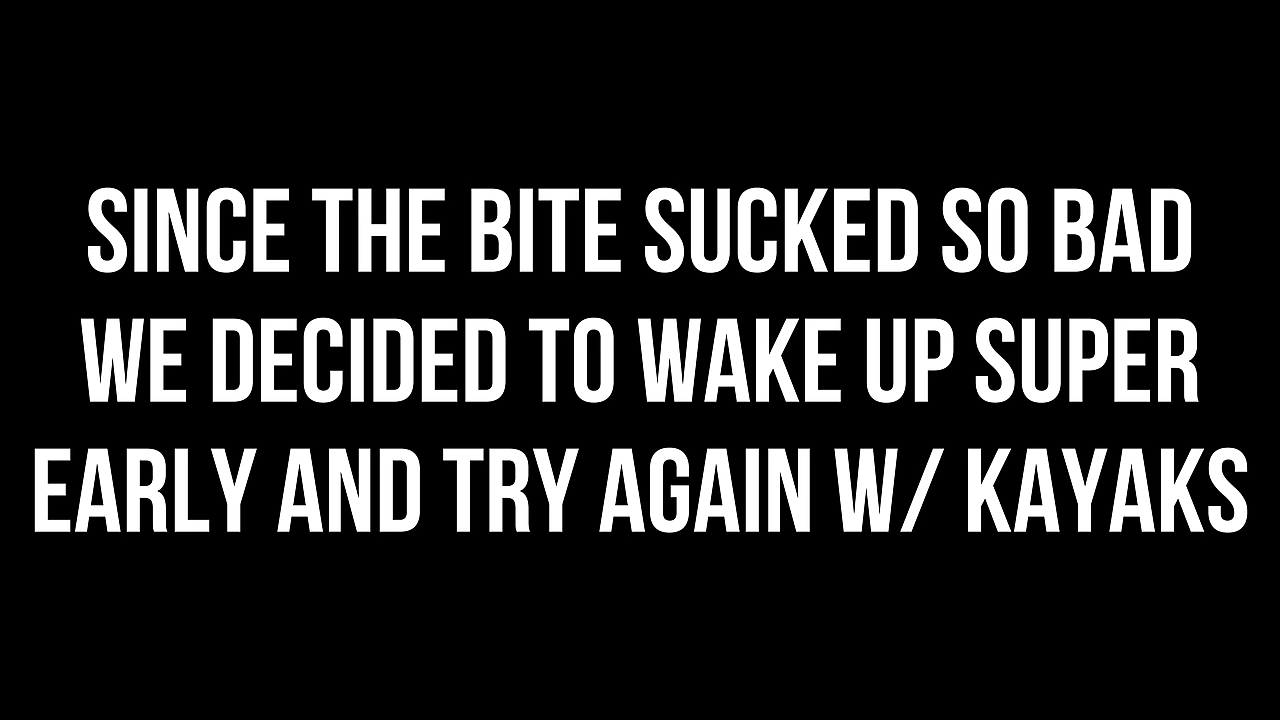 SINCE THE BITE SUCKED SO BAD
WE DECIDED TO WAKE UP SUPER
EARLY AND TRY AGAIN W/ KAYAKS